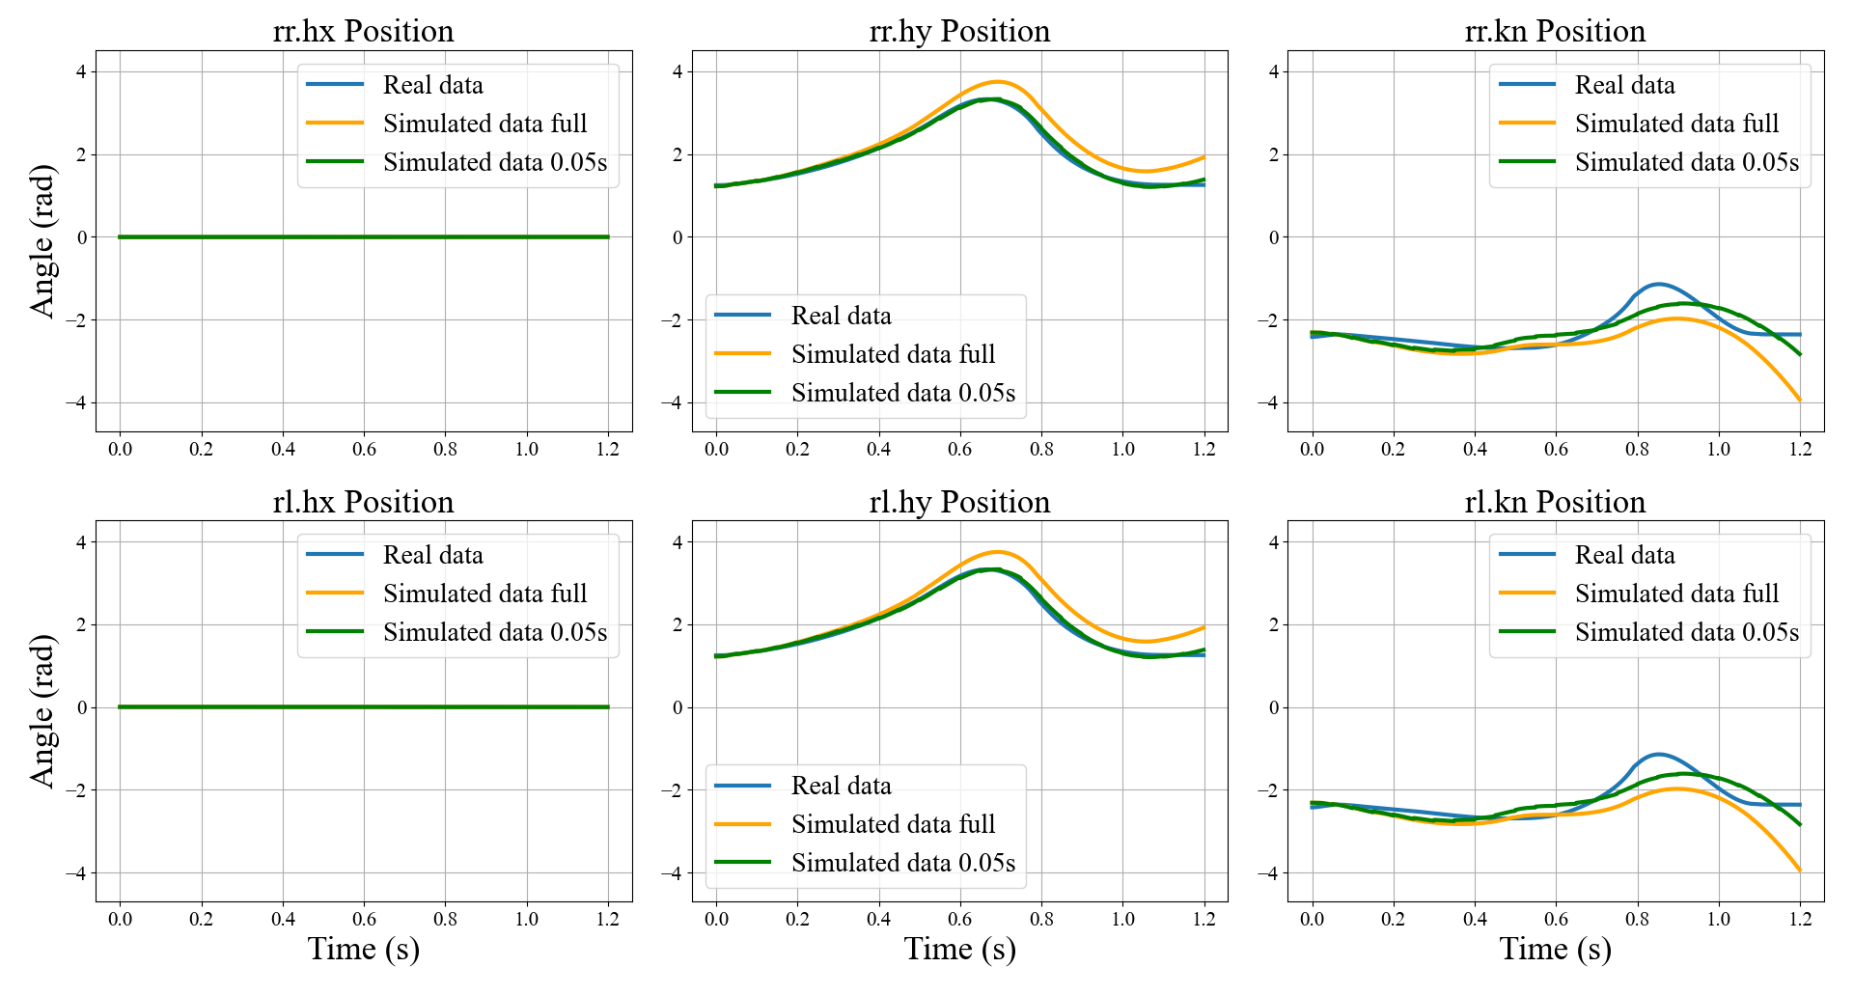 rr.hx Position
rr.hy Position
rr.kn Position
4
2
0
−2
−4
Angle (rad)
Real data
Simulated data full
Simulated data 0.05s
0.0 0.2 0.4 0.6 0.8 1.0 1.2
4
2
0
−2
−4
Real data
Simulated data full
Simulated data 0.05s
0.0 0.2 0.4 0.6 0.8 1.0 1.2
4
2
0
−2
−4
Real data
Simulated data full
Simulated data 0.05s
0.0 0.2 0.4 0.6 0.8 1.0 1.2
rl.hx Position
rl.hy Position
rl.kn Position
4
2
0
−2
−4
Angle (rad)
Real data
Simulated data full
Simulated data 0.05s
0.0 0.2 0.4 0.6 0.8 1.0 1.2
Time (s)
4
2
0
−2
−4
Real data
Simulated data full
Simulated data 0.05s
0.0 0.2 0.4 0.6 0.8 1.0 1.2
Time (s)
4
2
0
−2
−4
Real data
Simulated data full
Simulated data 0.05s
0.0 0.2 0.4 0.6 0.8 1.0 1.2
Time (s)